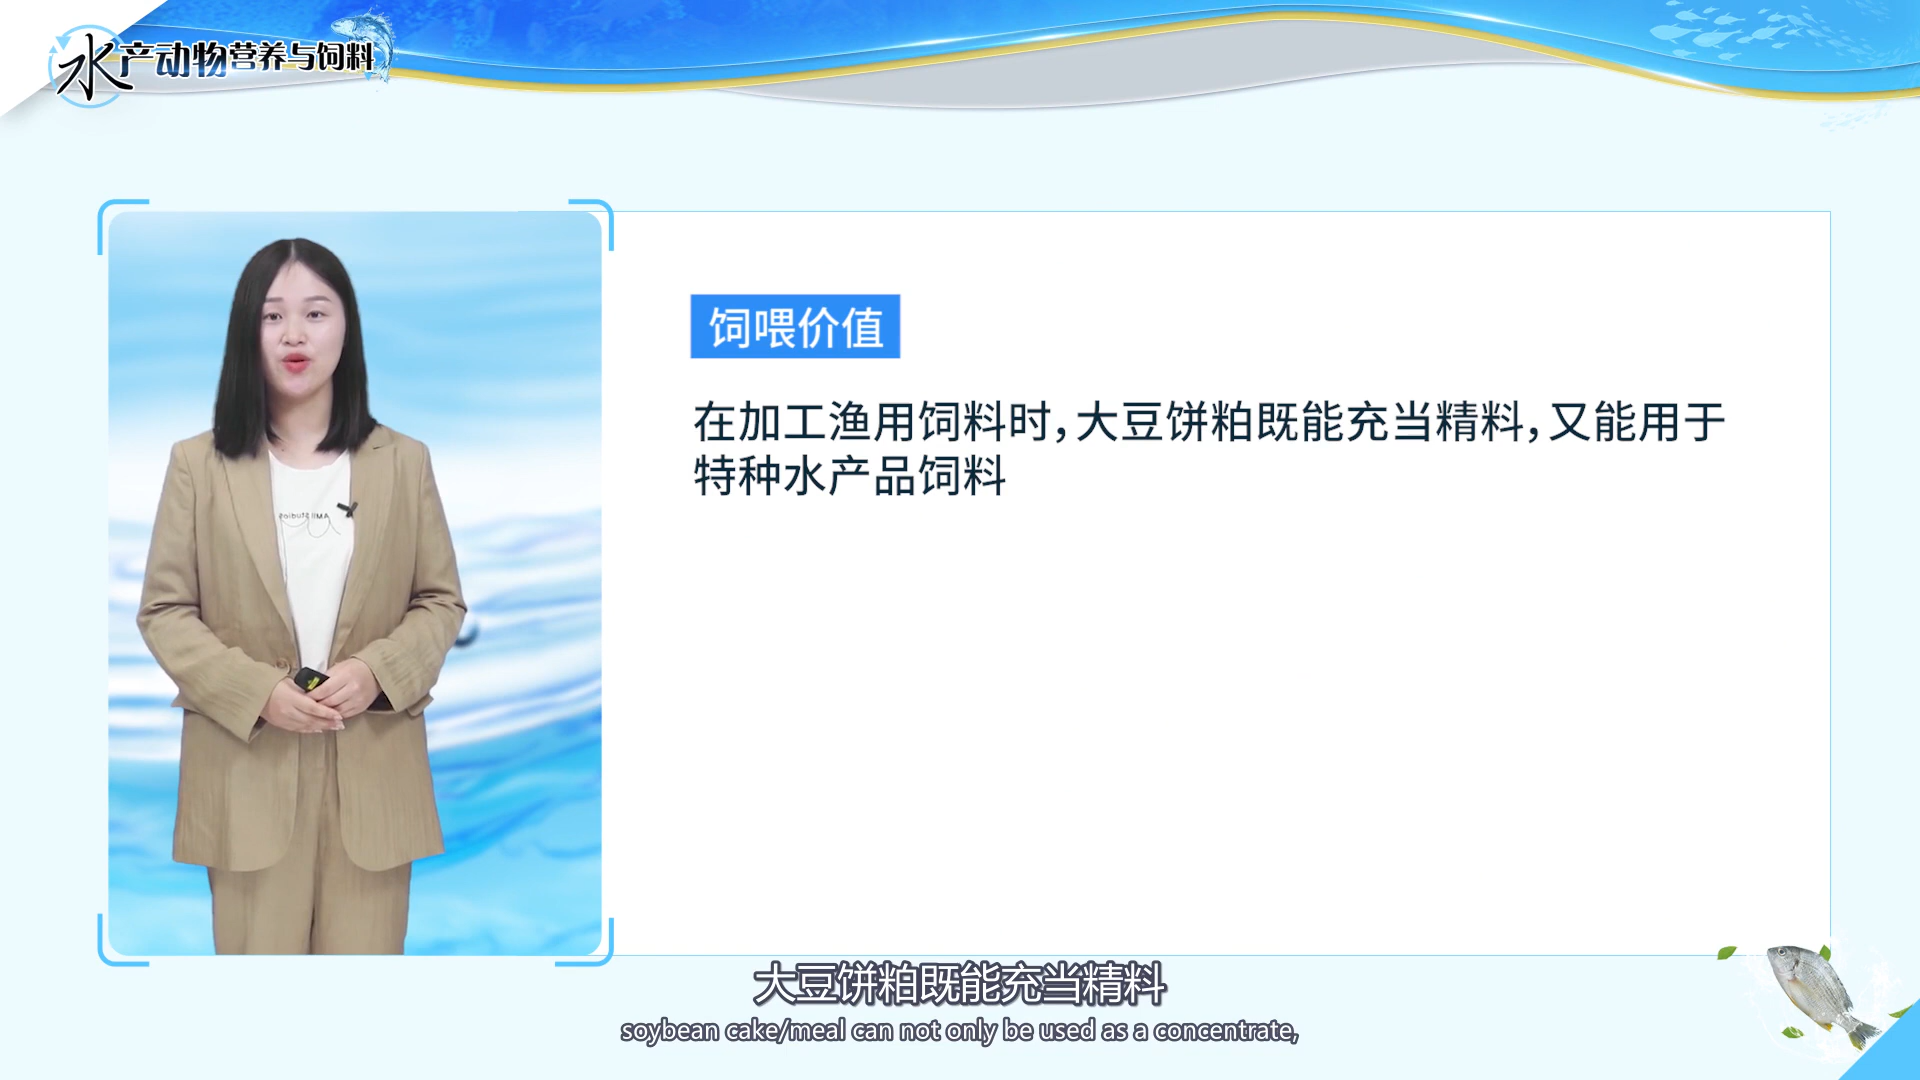 水产动物营养与饲料
饲喂价值
在加工渔用饲料时,大豆饼粕既能充当精料,又能用于
特种水产品饲料
大豆饼粕既能充当精料
soybean cake/meal can not only be used as a concentrate,